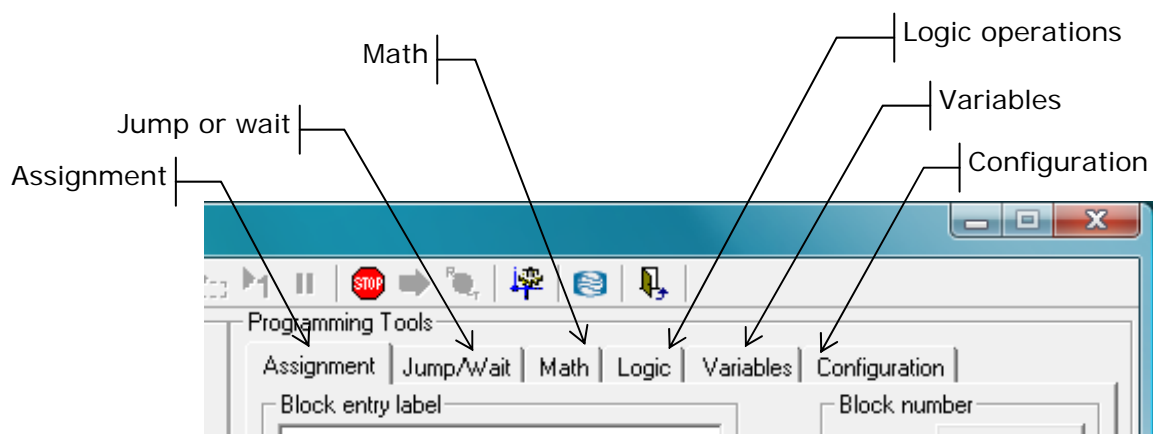 Logic operations
Math
Variables
Jump or wait
Configuration
Assignment
STOP
R
T
Programming Tools
Assignment Jump/Wait Math Logic Variables Configuration
Block entry label Block number